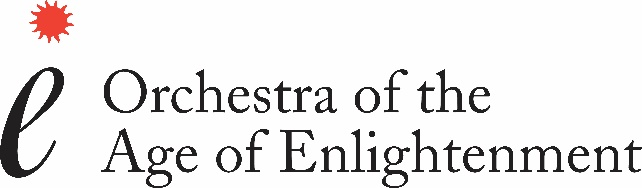 e
Orchestra of the
Age of Enlightenment